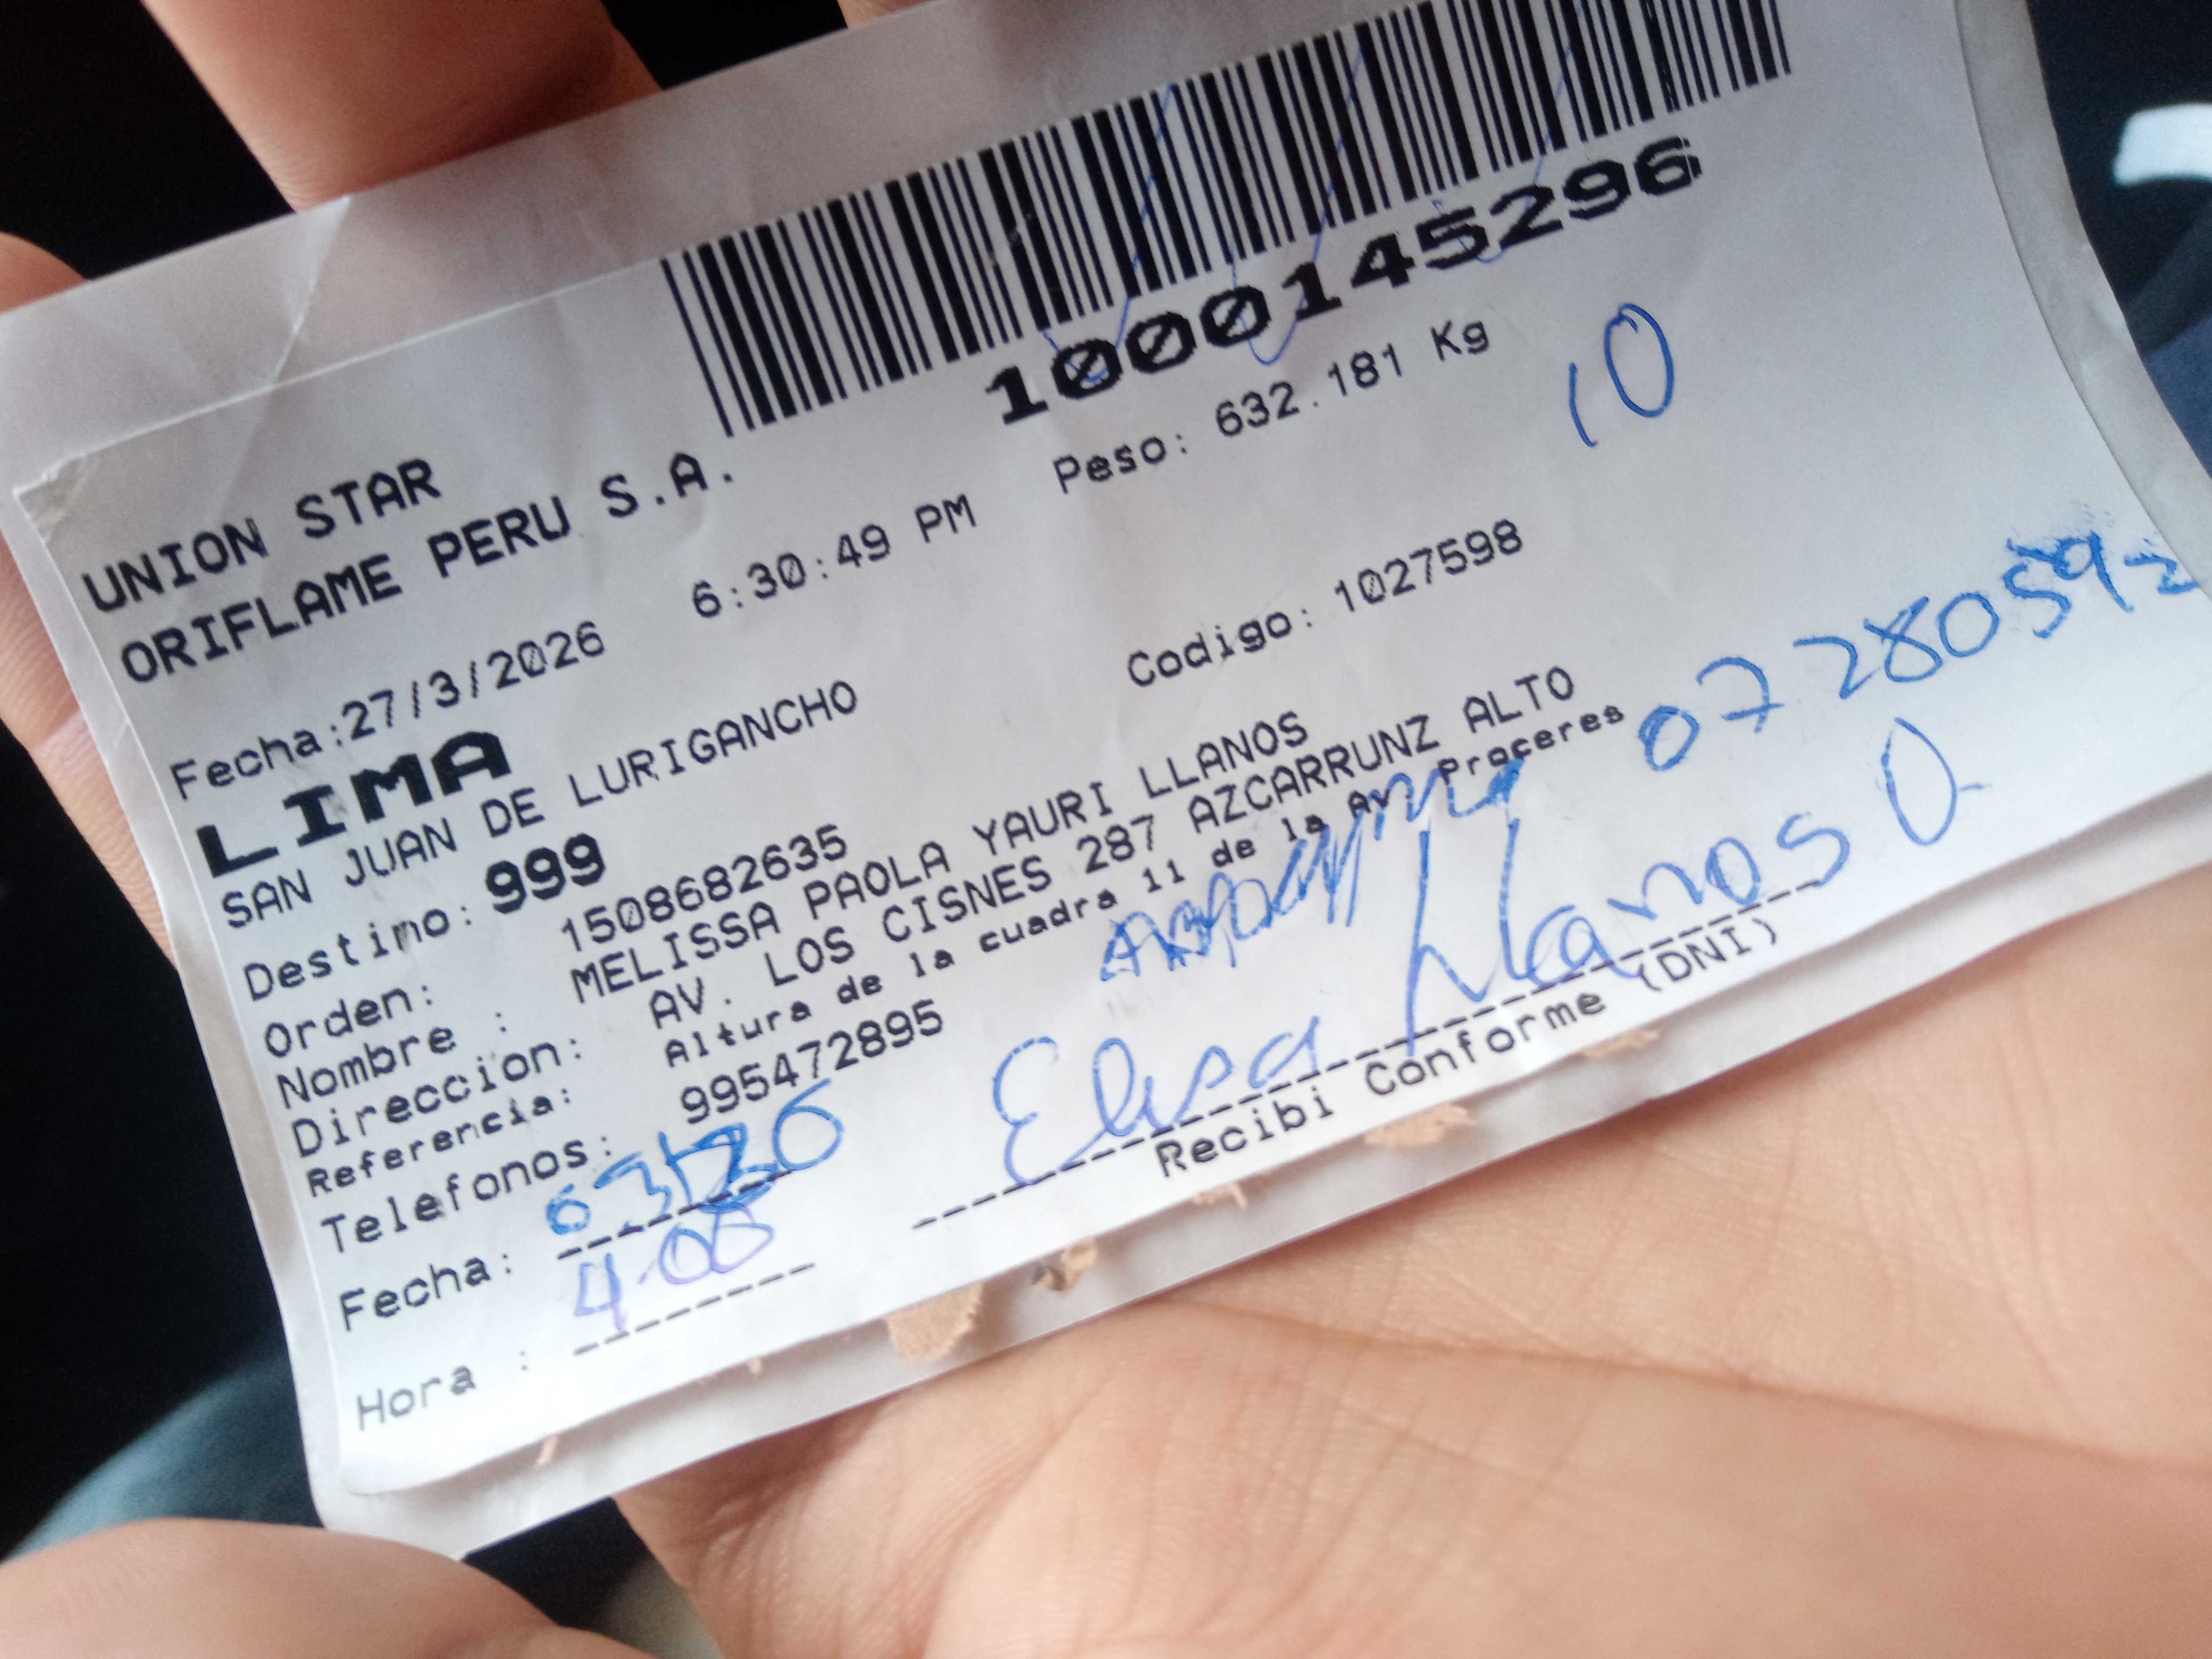 1000145296
UNION STAR
ORIFLAME PERU S.A.
Fecha:27/3/2026 6:30:49 PM Peso: 632.181 Kg
10
LIMA
SAN JUAN DE LURIGANCHO Codigo: 1027598
Destino: 999
Orden: 1508682635
Nombre : MELISSA PAOLA YAURI LLANOS
Direccion: AV. LOS CISNES 287 AZCARRUNZ ALTO
Referencia: Altura de la cuadra 11 de la Av. Proceres
07280592
Telefonos: 995472895
Elisa Llanos O.
Fecha:
Recibi Conforme (DNI)
Hora : 4.08